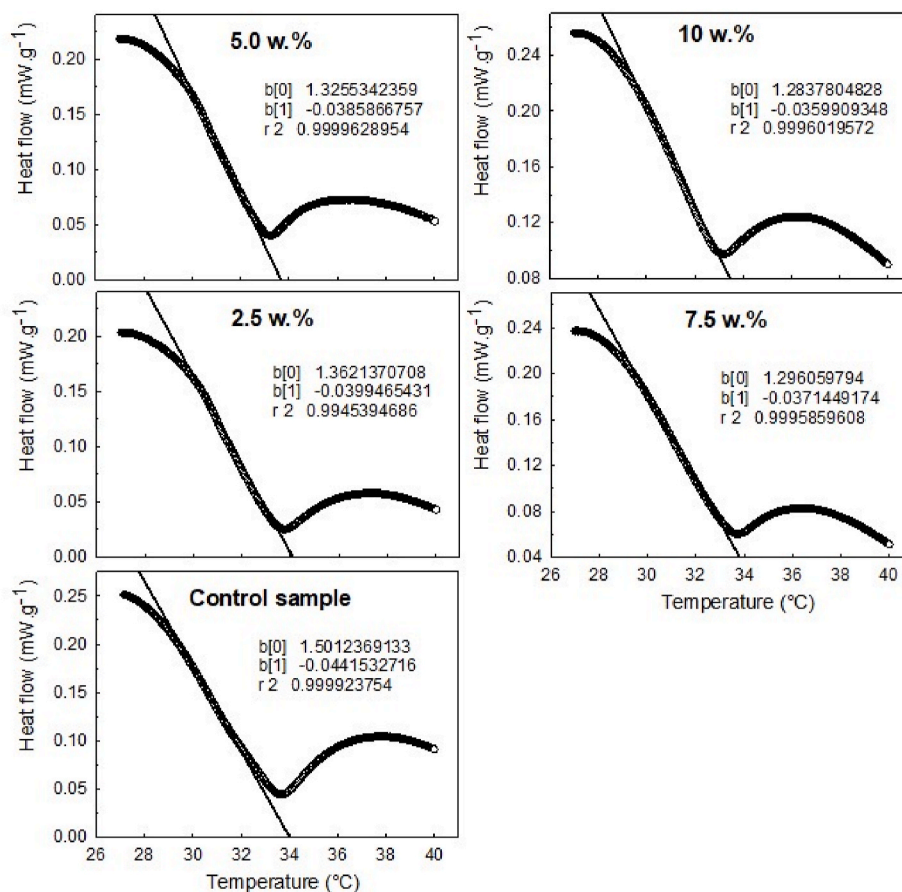 5.0 w.%
b[0] 1.3255342359
b[1] -0.0385866757
r 2 0.9999628954
Heat flow (mW.g⁻¹)
0.20
0.15
0.10
0.05
0.00
10 w.%
b[0] 1.2837804828
b[1] -0.0359909348
r 2 0.9996019572
Heat flow (mW.g⁻¹)
0.24
0.20
0.16
0.12
0.08
2.5 w.%
b[0] 1.3621370708
b[1] -0.0399465431
r 2 0.9945394686
Heat flow (mW.g⁻¹)
0.20
0.15
0.10
0.05
0.00
7.5 w.%
b[0] 1.296059794
b[1] -0.0371449174
r 2 0.9995859608
Heat flow (mW.g⁻¹)
0.24
0.20
0.16
0.12
0.08
0.04
26 28 30 32 34 36 38 40
Temperature (°C)
Control sample
b[0] 1.5012369133
b[1] -0.0441532716
r 2 0.999923754
Heat flow (mW.g⁻¹)
0.25
0.20
0.15
0.10
0.05
0.00
26 28 30 32 34 36 38 40
Temperature (°C)